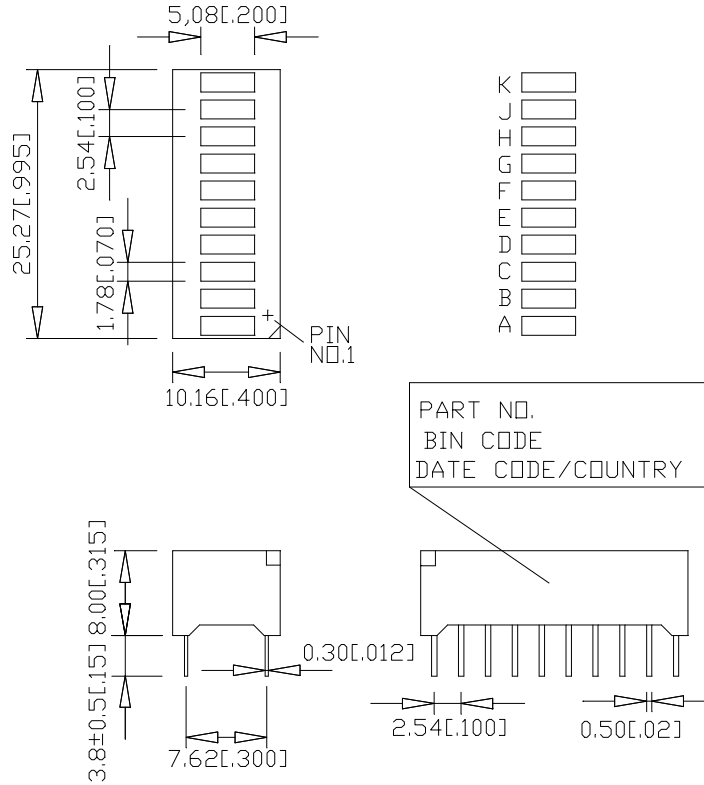 5,08[.200]
25.27[.995]
2.54[.100]
1.78[.070]
PIN
NO.1
10.16[.400]
K
J
H
G
F
E
D
C
B
A
PART NO.
BIN CODE
DATE CODE/COUNTRY
8.00[.315]
3.8±0.5[.15]
0.30[.012]
7.62[.300]
2.54[.100]
0.50[.02]